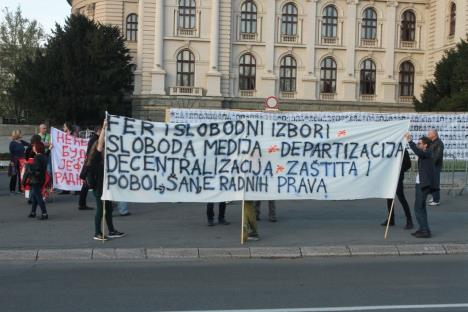 FER I SLOBODNI IZBORI *
SLOBODA MEDIJA * DEPARTIZACIJA
DECENTRALIZACIJA * ZAŠTITA I
POBOLJŠANJE RADNIH PRAVA